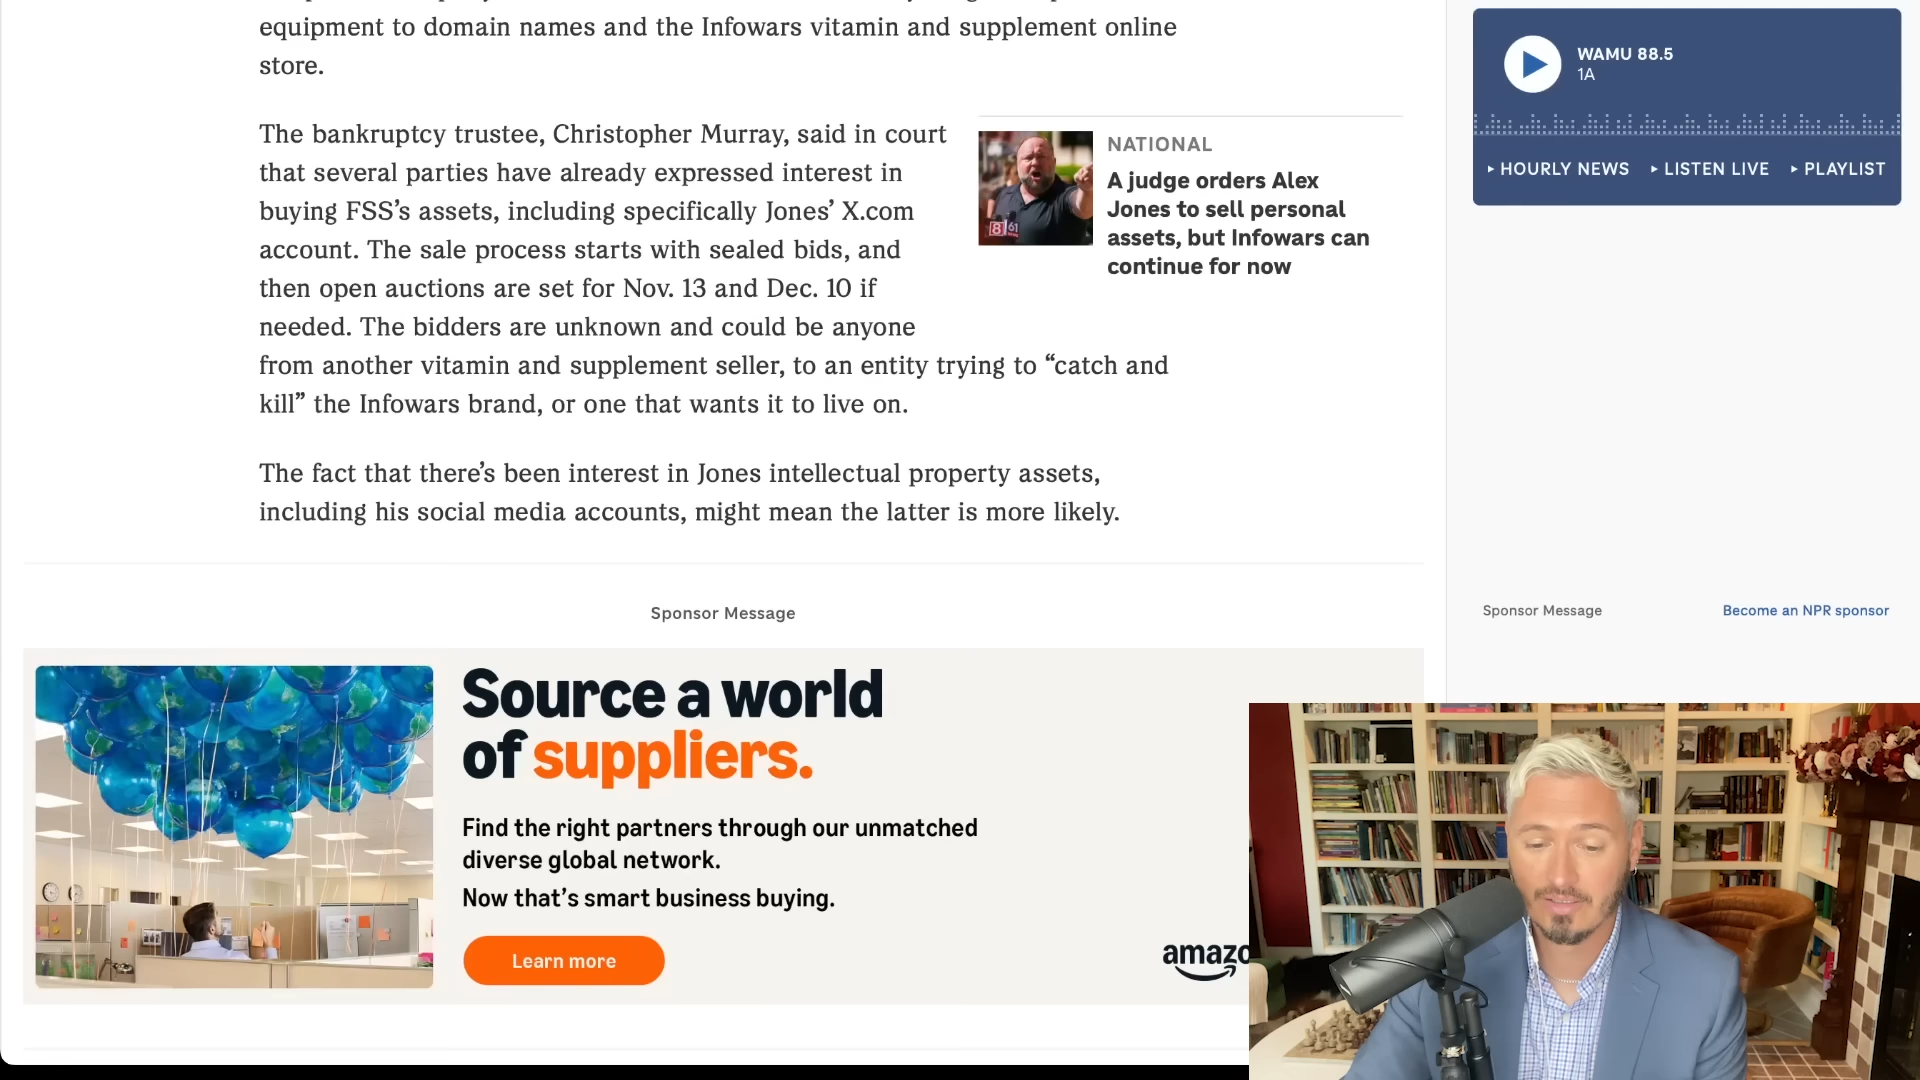 equipment to domain names and the Infowars vitamin and supplement online
store.
The bankruptcy trustee, Christopher Murray, said in court
that several parties have already expressed interest in
buying FSS’s assets, including specifically Jones’ X.com
account. The sale process starts with sealed bids, and
then open auctions are set for Nov. 13 and Dec. 10 if
needed. The bidders are unknown and could be anyone
from another vitamin and supplement seller, to an entity trying to “catch and
kill” the Infowars brand, or one that wants it to live on.
NATIONAL
A judge orders Alex
Jones to sell personal
assets, but Infowars can
continue for now
8 61
The fact that there’s been interest in Jones intellectual property assets,
including his social media accounts, might mean the latter is more likely.
Sponsor Message
Source a world
of suppliers.
Find the right partners through our unmatched
diverse global network.
Now that’s smart business buying.
Learn more
WAMU 88.5
1A
HOURLY NEWS
LISTEN LIVE
PLAYLIST
Sponsor Message
Become an NPR sponsor